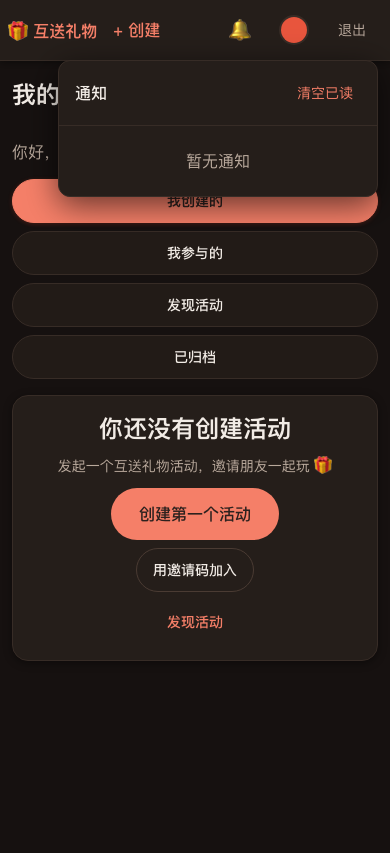 🎁 互送礼物 + 创建 🔔 退出
我的
通知 清空已读
你好,
暂无通知
我创建的
我参与的
发现活动
已归档
你还没有创建活动
发起一个互送礼物活动，邀请朋友一起玩 🎁
创建第一个活动
用邀请码加入
发现活动